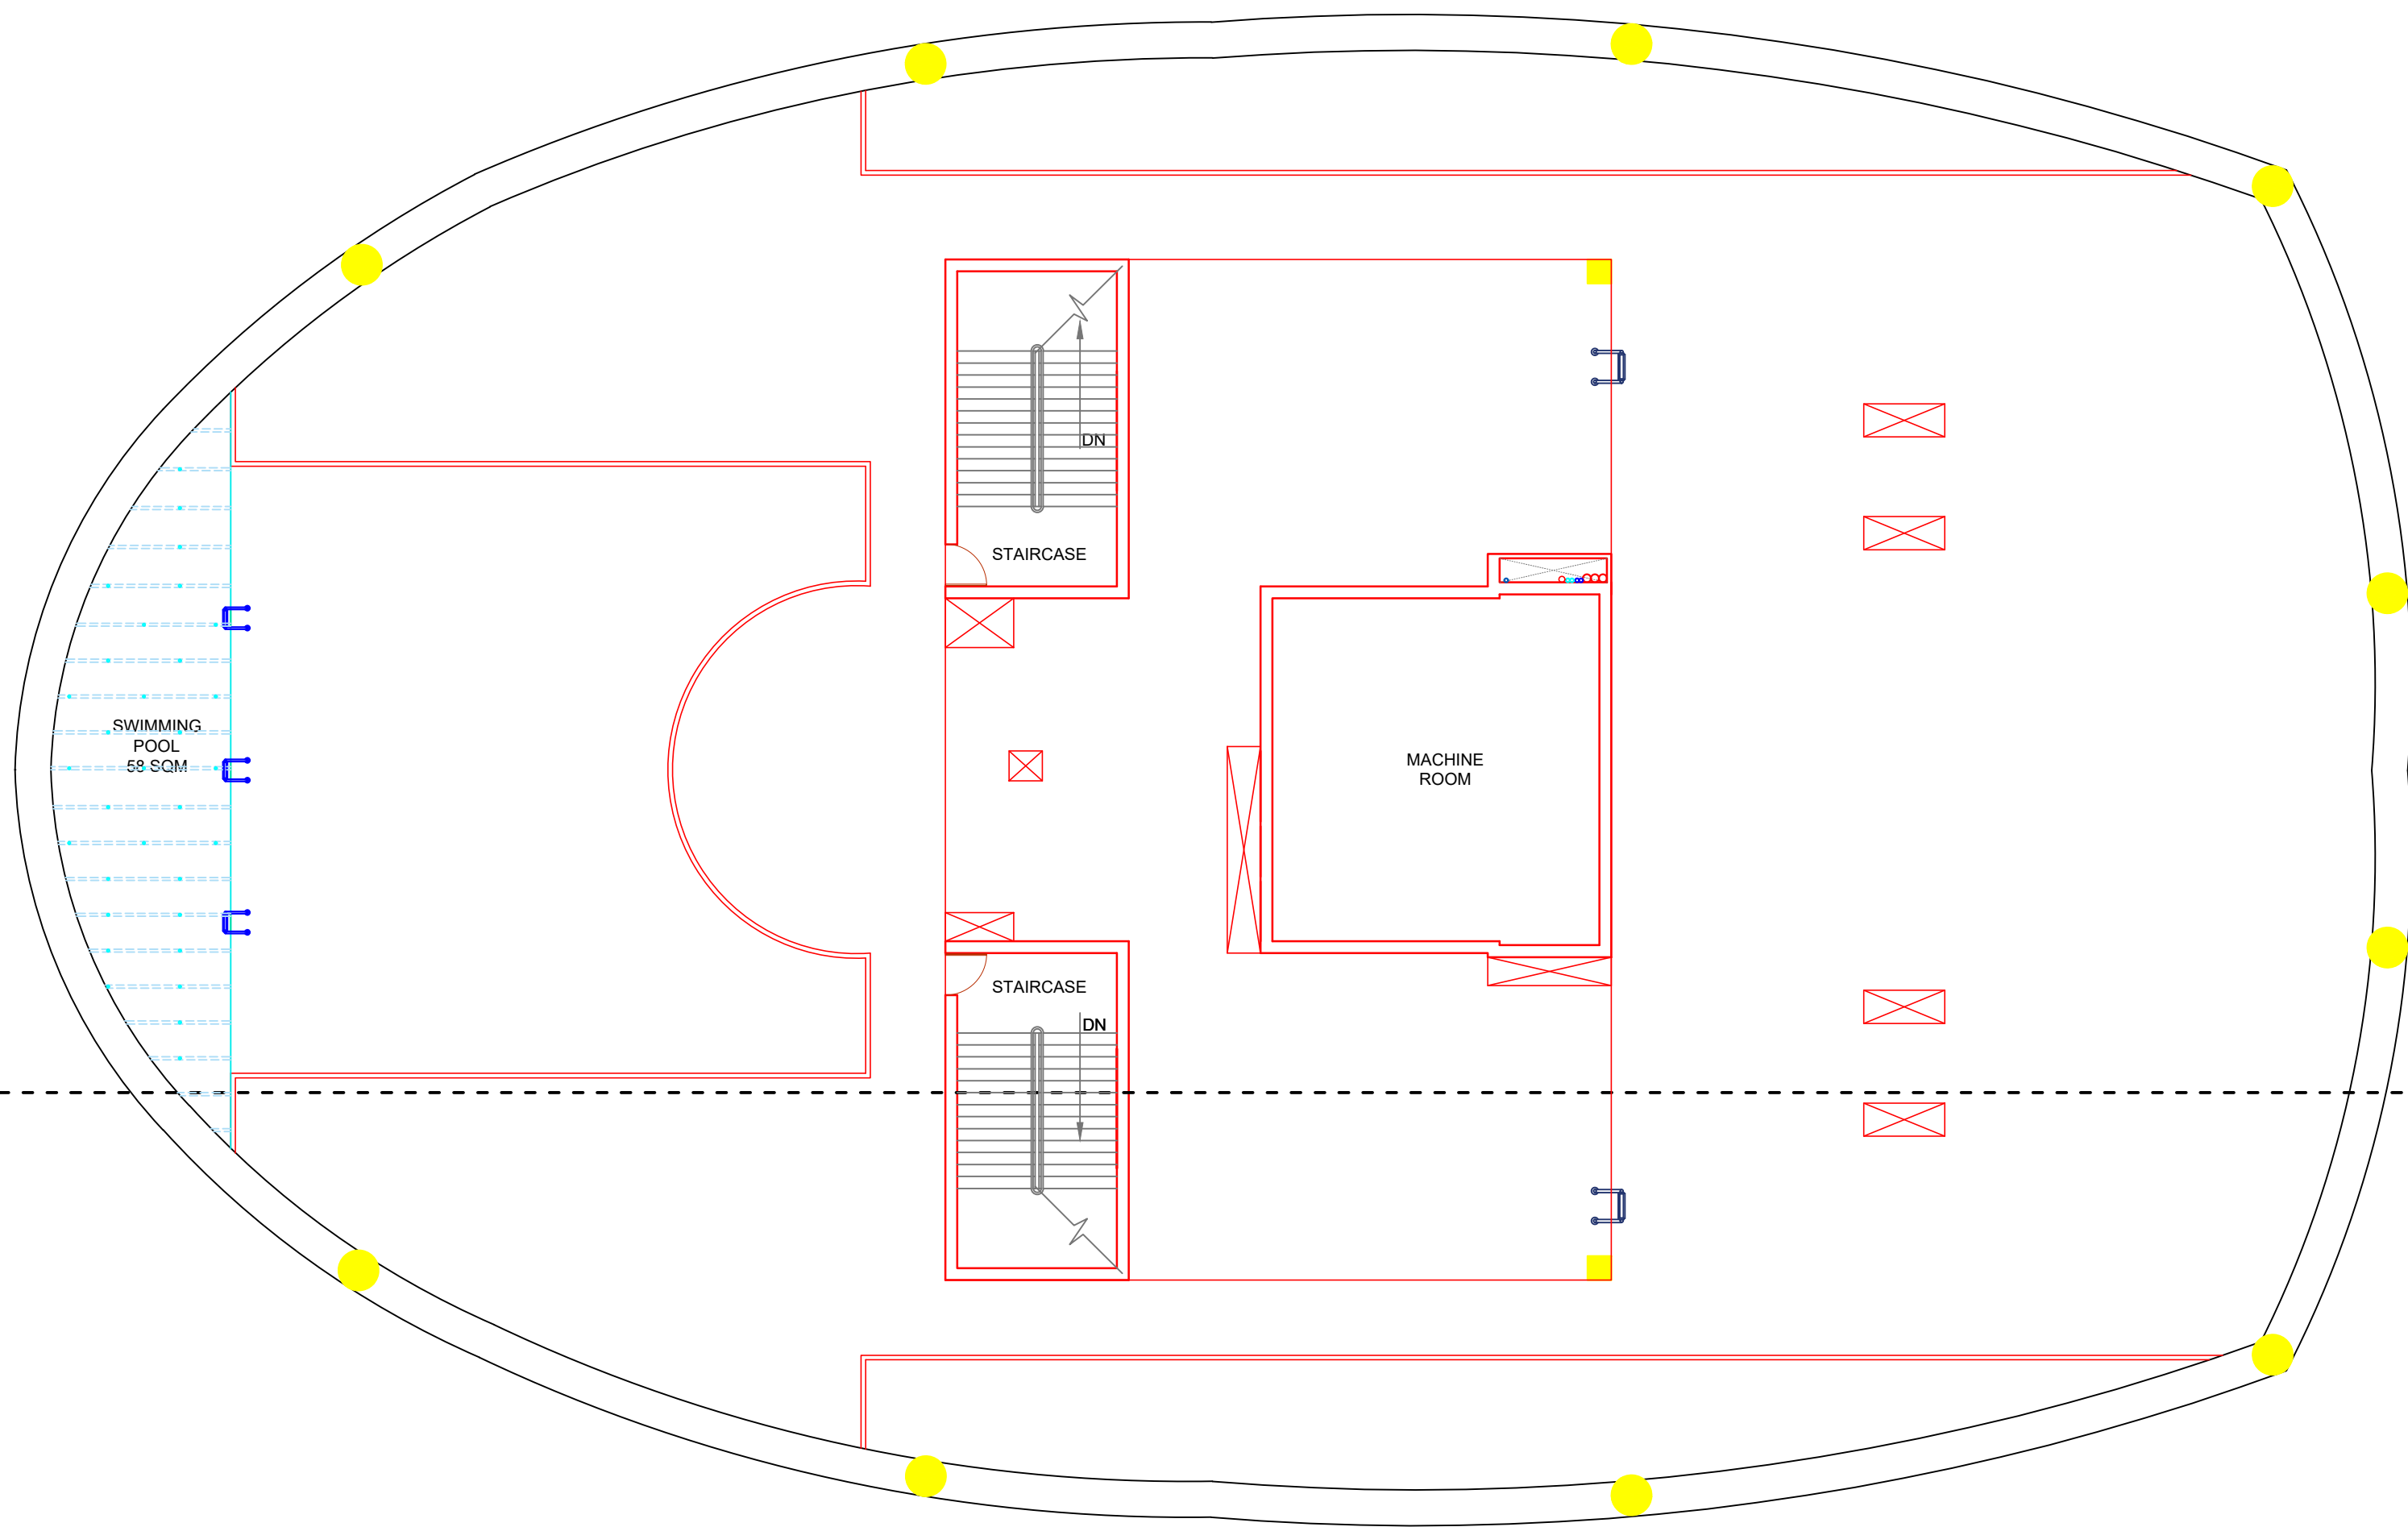 DN
STAIRCASE
SWIMMING
POOL
58 SQM
MACHINE
ROOM
STAIRCASE
DN